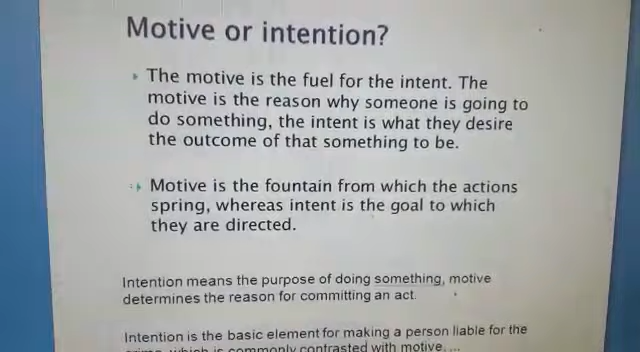 Motive or intention?
The motive is the fuel for the intent. The
motive is the reason why someone is going to
do something, the intent is what they desire
the outcome of that something to be.
Motive is the fountain from which the actions
spring, whereas intent is the goal to which
they are directed.
Intention means the purpose of doing something, motive
determines the reason for committing an act.
Intention is the basic element for making a person liable for the
crime, which is commonly contrasted with motive....